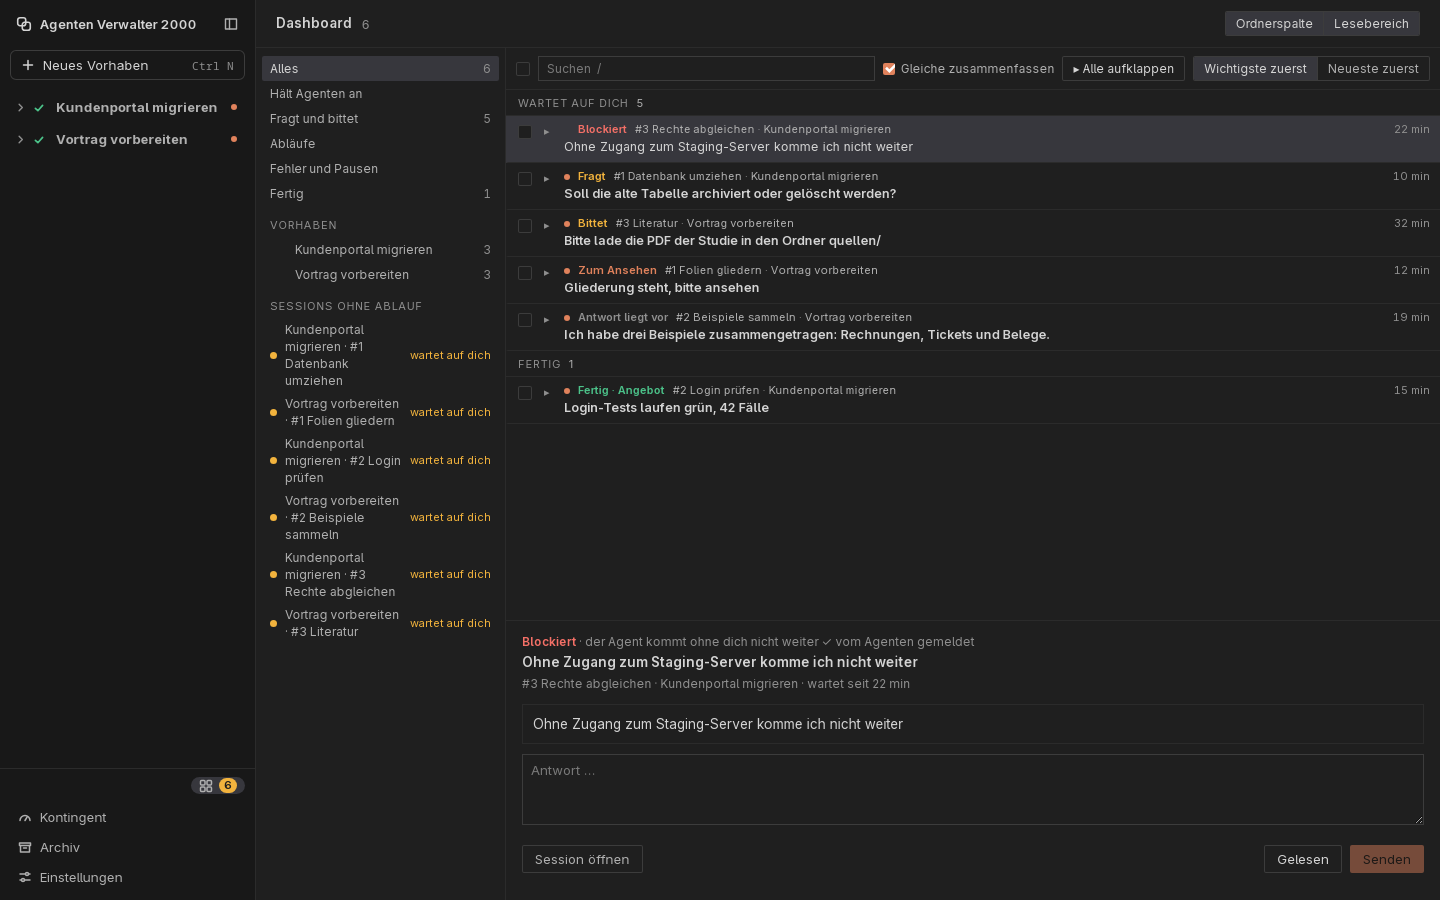 Agenten Verwalter 2000
Neues Vorhaben Ctrl N
Kundenportal migrieren
Vortrag vorbereiten
6
Kontingent
Archiv
Einstellungen
Dashboard 6
Ordnerspalte Lesebereich
Alles 6
Hält Agenten an
Fragt und bittet 5
Abläufe
Fehler und Pausen
Fertig 1
VORHABEN
Kundenportal migrieren 3
Vortrag vorbereiten 3
SESSIONS OHNE ABLAUF
Kundenportal
migrieren · #1
Datenbank
umziehen
wartet auf dich
Vortrag vorbereiten
· #1 Folien gliedern
wartet auf dich
Kundenportal
migrieren · #2 Login
prüfen
wartet auf dich
Vortrag vorbereiten
· #2 Beispiele
sammeln
wartet auf dich
Kundenportal
migrieren · #3
Rechte abgleichen
wartet auf dich
Vortrag vorbereiten
· #3 Literatur
wartet auf dich
Suchen /
Gleiche zusammenfassen
▸ Alle aufklappen
Wichtigste zuerst Neueste zuerst
WARTET AUF DICH 5
Blockiert #3 Rechte abgleichen · Kundenportal migrieren 22 min
Ohne Zugang zum Staging-Server komme ich nicht weiter
Fragt #1 Datenbank umziehen · Kundenportal migrieren 10 min
Soll die alte Tabelle archiviert oder gelöscht werden?
Bittet #3 Literatur · Vortrag vorbereiten 32 min
Bitte lade die PDF der Studie in den Ordner quellen/
Zum Ansehen #1 Folien gliedern · Vortrag vorbereiten 12 min
Gliederung steht, bitte ansehen
Antwort liegt vor #2 Beispiele sammeln · Vortrag vorbereiten 19 min
Ich habe drei Beispiele zusammengetragen: Rechnungen, Tickets und Belege.
FERTIG 1
Fertig · Angebot #2 Login prüfen · Kundenportal migrieren 15 min
Login-Tests laufen grün, 42 Fälle
Blockiert · der Agent kommt ohne dich nicht weiter ✓ vom Agenten gemeldet
Ohne Zugang zum Staging-Server komme ich nicht weiter
#3 Rechte abgleichen · Kundenportal migrieren · wartet seit 22 min
Ohne Zugang zum Staging-Server komme ich nicht weiter
Antwort …
Session öffnen
Gelesen
Senden